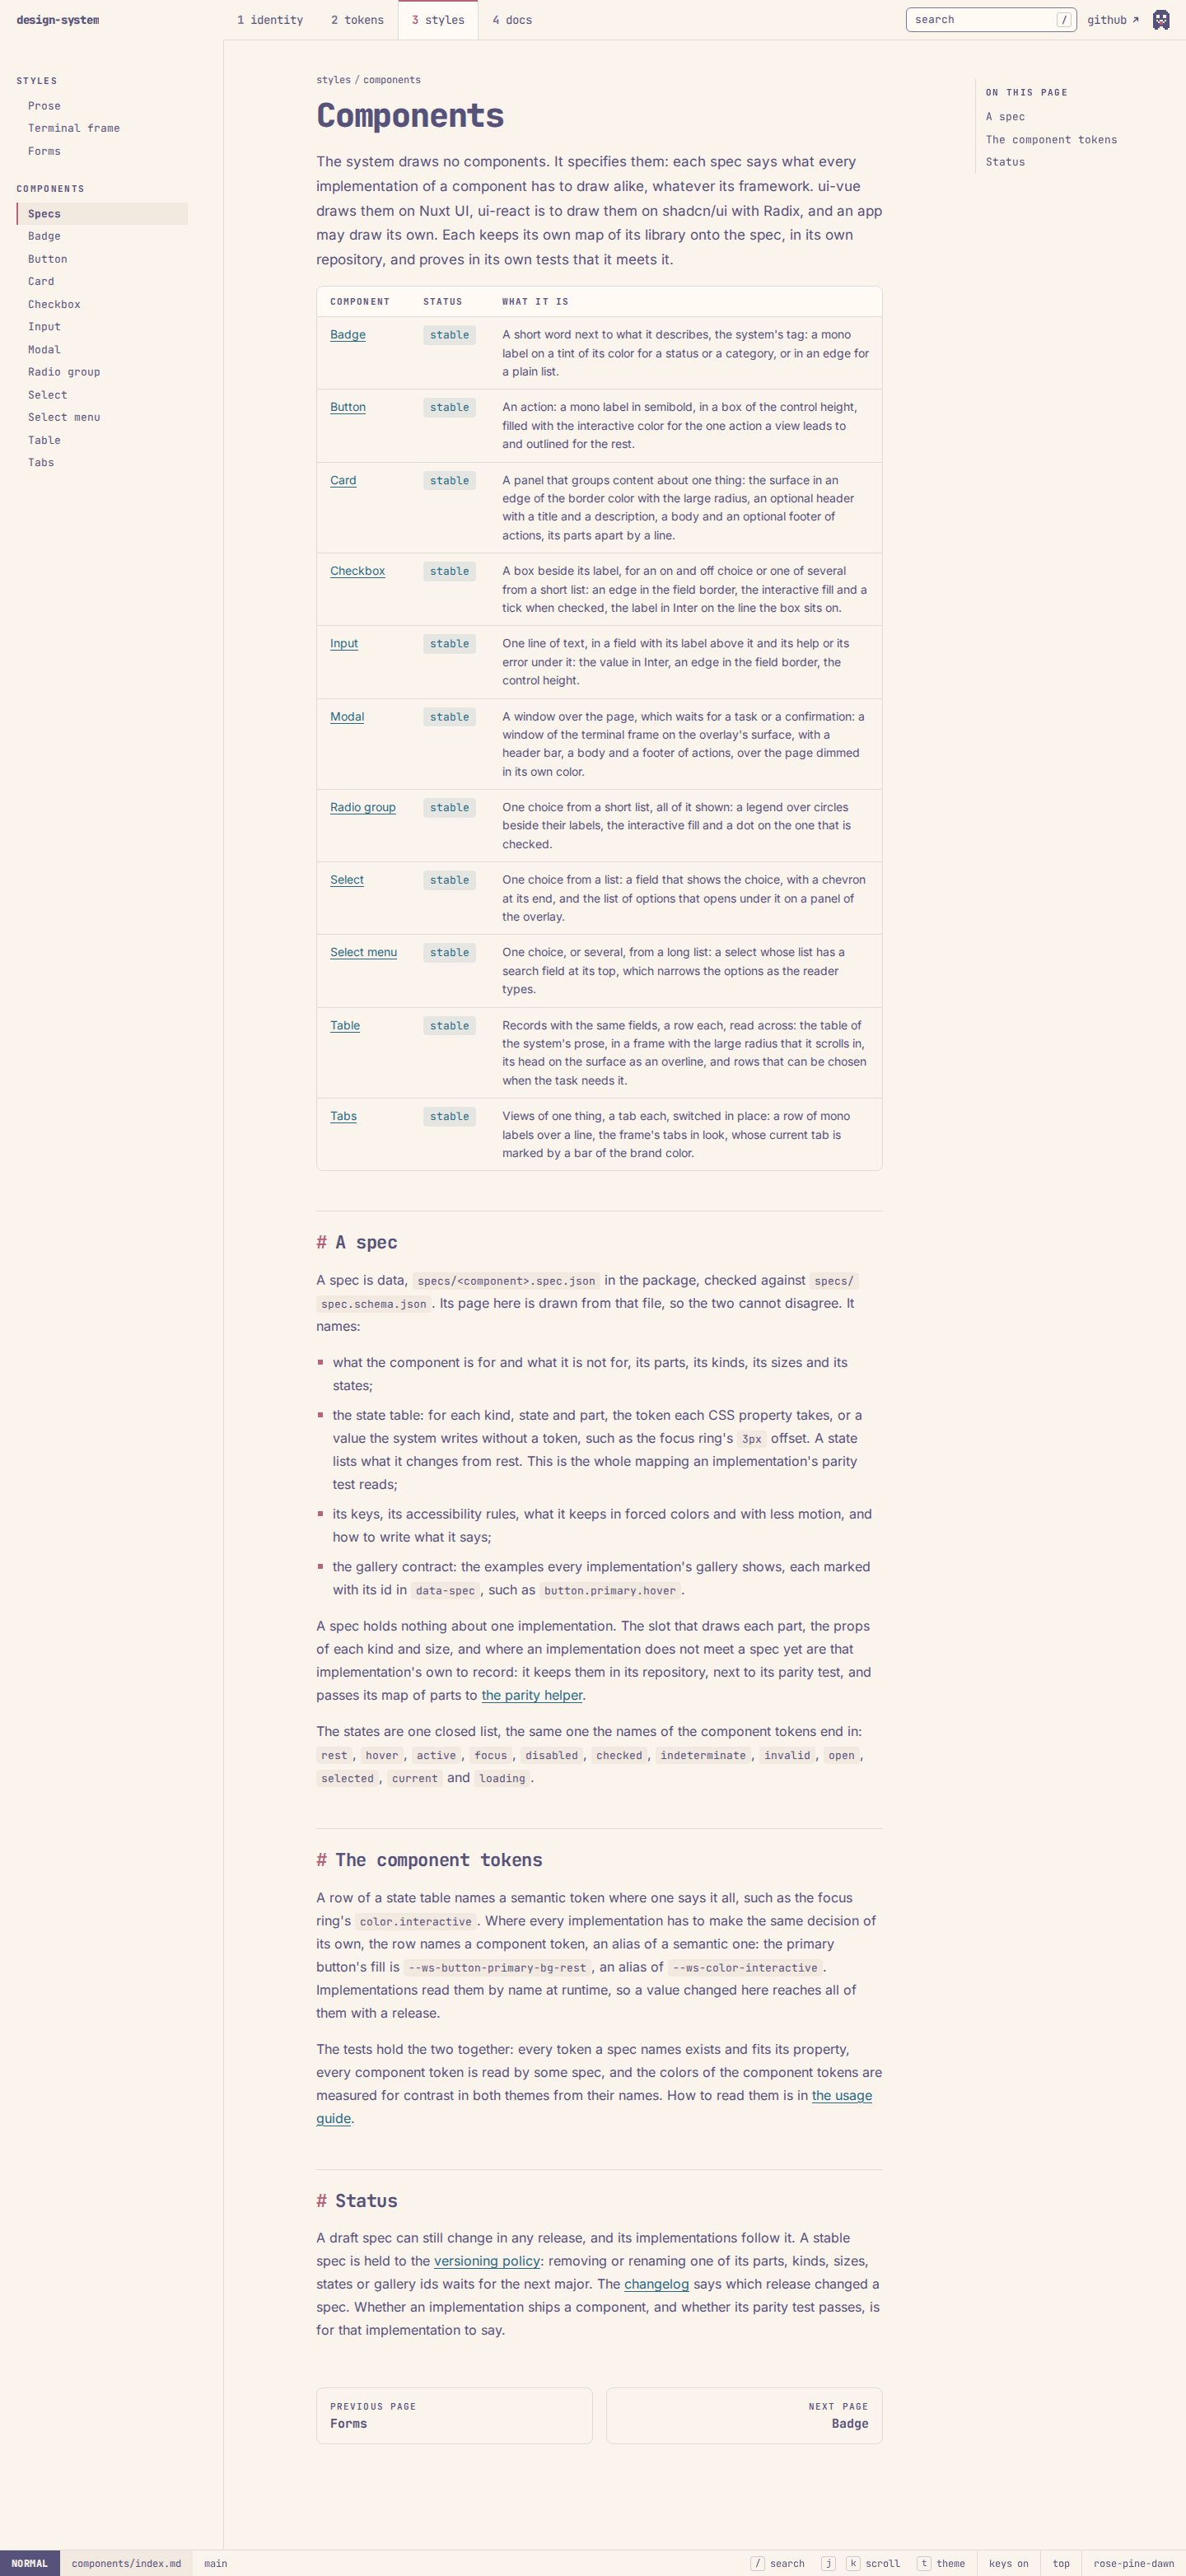 design-system
1 identity
2 tokens
3 styles
4 docs
search
/
github ↗
STYLES
Prose
Terminal frame
Forms
COMPONENTS
Specs
Badge
Button
Card
Checkbox
Input
Modal
Radio group
Select
Select menu
Table
Tabs
styles / components
Components
The system draws no components. It specifies them: each spec says what every
implementation of a component has to draw alike, whatever its framework. ui-vue
draws them on Nuxt UI, ui-react is to draw them on shadcn/ui with Radix, and an app
may draw its own. Each keeps its own map of its library onto the spec, in its own
repository, and proves in its own tests that it meets it.
COMPONENT STATUS WHAT IT IS
Badge stable A short word next to what it describes, the system's tag: a mono
label on a tint of its color for a status or a category, or in an edge for
a plain list.
Button stable An action: a mono label in semibold, in a box of the control height,
filled with the interactive color for the one action a view leads to
and outlined for the rest.
Card stable A panel that groups content about one thing: the surface in an
edge of the border color with the large radius, an optional header
with a title and a description, a body and an optional footer of
actions, its parts apart by a line.
Checkbox stable A box beside its label, for an on and off choice or one of several
from a short list: an edge in the field border, the interactive fill and a
tick when checked, the label in Inter on the line the box sits on.
Input stable One line of text, in a field with its label above it and its help or its
error under it: the value in Inter, an edge in the field border, the
control height.
Modal stable A window over the page, which waits for a task or a confirmation: a
window of the terminal frame on the overlay's surface, with a
header bar, a body and a footer of actions, over the page dimmed
in its own color.
Radio group stable One choice from a short list, all of it shown: a legend over circles
beside their labels, the interactive fill and a dot on the one that is
checked.
Select stable One choice from a list: a field that shows the choice, with a chevron
at its end, and the list of options that opens under it on a panel of
the overlay.
Select menu stable One choice, or several, from a long list: a select whose list has a
search field at its top, which narrows the options as the reader
types.
Table stable Records with the same fields, a row each, read across: the table of
the system's prose, in a frame with the large radius that it scrolls in,
its head on the surface as an overline, and rows that can be chosen
when the task needs it.
Tabs stable Views of one thing, a tab each, switched in place: a row of mono
labels over a line, the frame's tabs in look, whose current tab is
marked by a bar of the brand color.
# A spec
A spec is data, specs/<component>.spec.json in the package, checked against specs/
spec.schema.json. Its page here is drawn from that file, so the two cannot disagree. It
names:
what the component is for and what it is not for, its parts, its kinds, its sizes and its
states;
the state table: for each kind, state and part, the token each CSS property takes, or a
value the system writes without a token, such as the focus ring's 3px offset. A state
lists what it changes from rest. This is the whole mapping an implementation's parity
test reads;
its keys, its accessibility rules, what it keeps in forced colors and with less motion, and
how to write what it says;
the gallery contract: the examples every implementation's gallery shows, each marked
with its id in data-spec, such as button.primary.hover.
A spec holds nothing about one implementation. The slot that draws each part, the props
of each kind and size, and where an implementation does not meet a spec yet are that
implementation's own to record: it keeps them in its repository, next to its parity test, and
passes its map of parts to the parity helper.
The states are one closed list, the same one the names of the component tokens end in:
rest, hover, active, focus, disabled, checked, indeterminate, invalid, open,
selected, current and loading.
# The component tokens
A row of a state table names a semantic token where one says it all, such as the focus
ring's color.interactive. Where every implementation has to make the same decision of
its own, the row names a component token, an alias of a semantic one: the primary
button's fill is --ws-button-primary-bg-rest, an alias of --ws-color-interactive.
Implementations read them by name at runtime, so a value changed here reaches all of
them with a release.
The tests hold the two together: every token a spec names exists and fits its property,
every component token is read by some spec, and the colors of the component tokens are
measured for contrast in both themes from their names. How to read them is in the usage
guide.
# Status
A draft spec can still change in any release, and its implementations follow it. A stable
spec is held to the versioning policy: removing or renaming one of its parts, kinds, sizes,
states or gallery ids waits for the next major. The changelog says which release changed a
spec. Whether an implementation ships a component, and whether its parity test passes, is
for that implementation to say.
PREVIOUS PAGE
Forms
NEXT PAGE
Badge
ON THIS PAGE
A spec
The component tokens
Status
NORMAL components/index.md main
/ search j k scroll t theme keys on top rose-pine-dawn